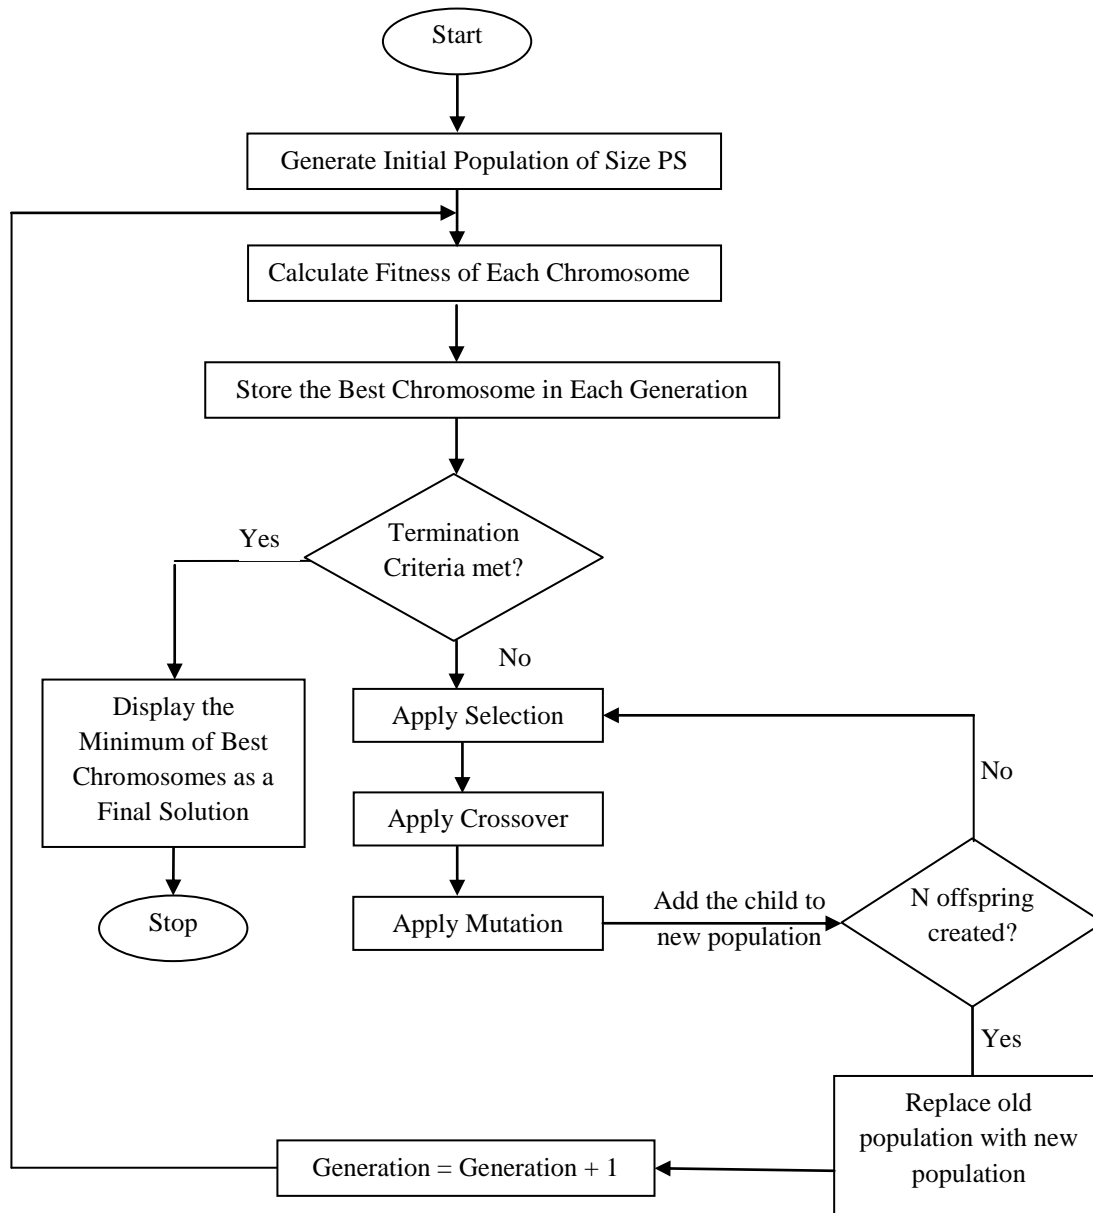 Start
Generate Initial Population of Size PS
Calculate Fitness of Each Chromosome
Store the Best Chromosome in Each Generation
Termination
Criteria met?
Yes
No
Display the
Minimum of Best
Chromosomes as a
Final Solution
Stop
Apply Selection
Apply Crossover
Apply Mutation
Add the child to
new population
N offspring
created?
No
Yes
Replace old
population with new
population
Generation = Generation + 1